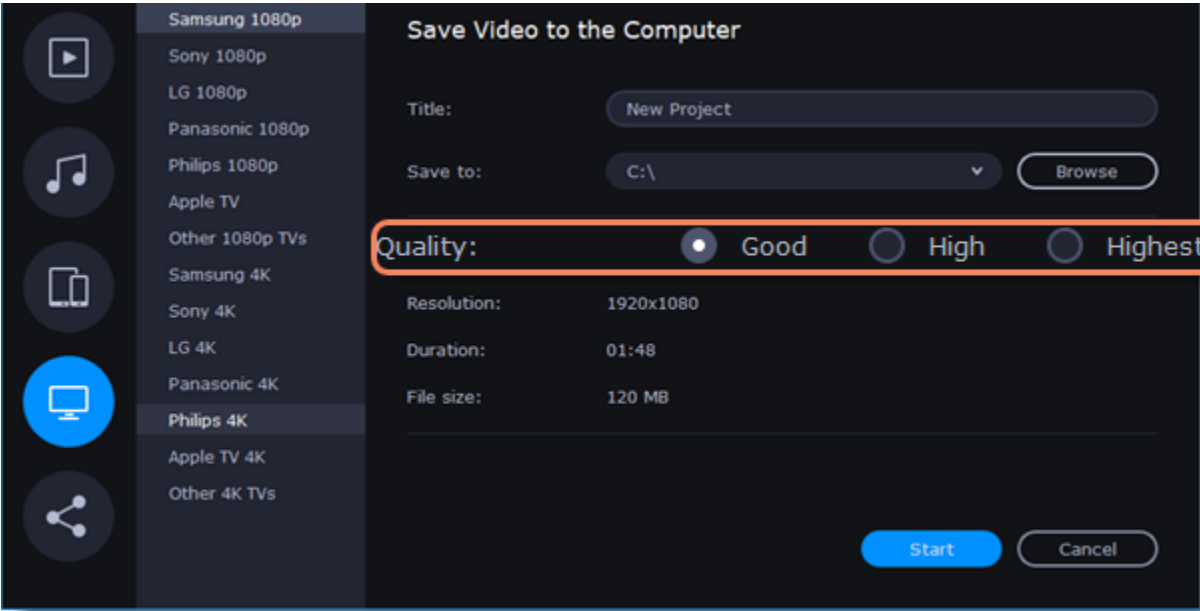 Samsung 1080p
Sony 1080p
LG 1080p
Panasonic 1080p
Philips 1080p
Apple TV
Other 1080p TVs
Samsung 4K
Sony 4K
LG 4K
Panasonic 4K
Philips 4K
Apple TV 4K
Other 4K TVs
Save Video to the Computer
Title: New Project
Save to: C:\ Browse
Quality: Good High Highest
Resolution: 1920x1080
Duration: 01:48
File size: 120 MB
Start Cancel